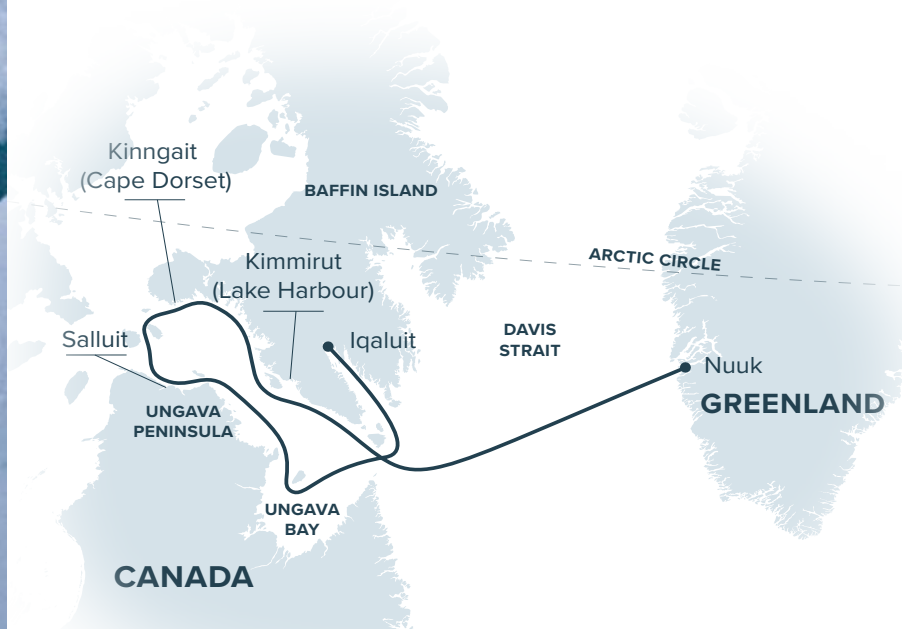 Kinngait
(Cape Dorset)
BAFFIN ISLAND
ARCTIC CIRCLE
Kimmirut
(Lake Harbour)
Salluit
Iqaluit
DAVIS
STRAIT
Nuuk
GREENLAND
UNGAVA
PENINSULA
UNGAVA
BAY
CANADA